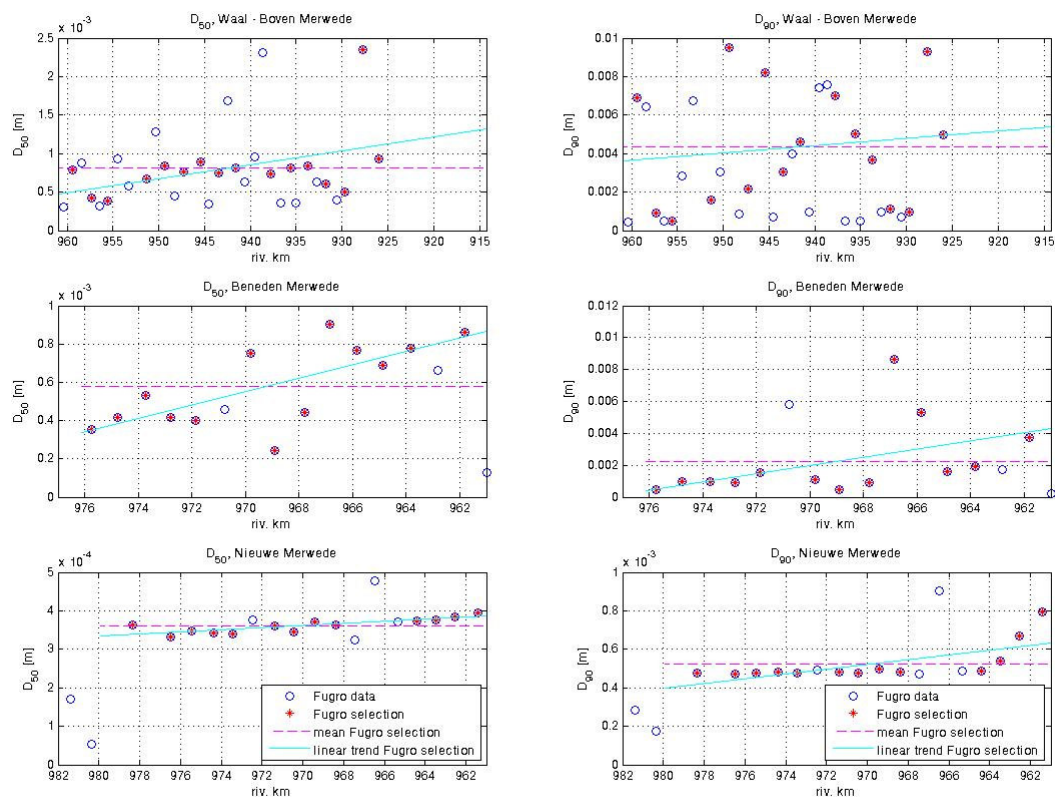 D50, Waal - Boven Merwede
x 10-3
2.5
2
1.5
1
0.5
0
D50 [m]
960 955 950 945 940 935 930 925 920 915
riv. km
D90, Waal - Boven Merwede
0.01
0.008
0.006
0.004
0.002
0
D90 [m]
960 955 950 945 940 935 930 925 920 915
riv. km
D50, Beneden Merwede
x 10-3
1
0.8
0.6
0.4
0.2
0
D50 [m]
976 974 972 970 968 966 964 962
riv. km
D90, Beneden Merwede
0.012
0.01
0.008
0.006
0.004
0.002
0
D90 [m]
976 974 972 970 968 966 964 962
riv. km
D50, Nieuwe Merwede
x 10-4
5
4
3
2
1
0
D50 [m]
982 980 978 976 974 972 970 968 966 964 962
riv. km
Fugro data
Fugro selection
mean Fugro selection
linear trend Fugro selection
D90, Nieuwe Merwede
x 10-3
1
0.8
0.6
0.4
0.2
0
D90 [m]
982 980 978 976 974 972 970 968 966 964 962
riv. km
Fugro data
Fugro selection
mean Fugro selection
linear trend Fugro selection